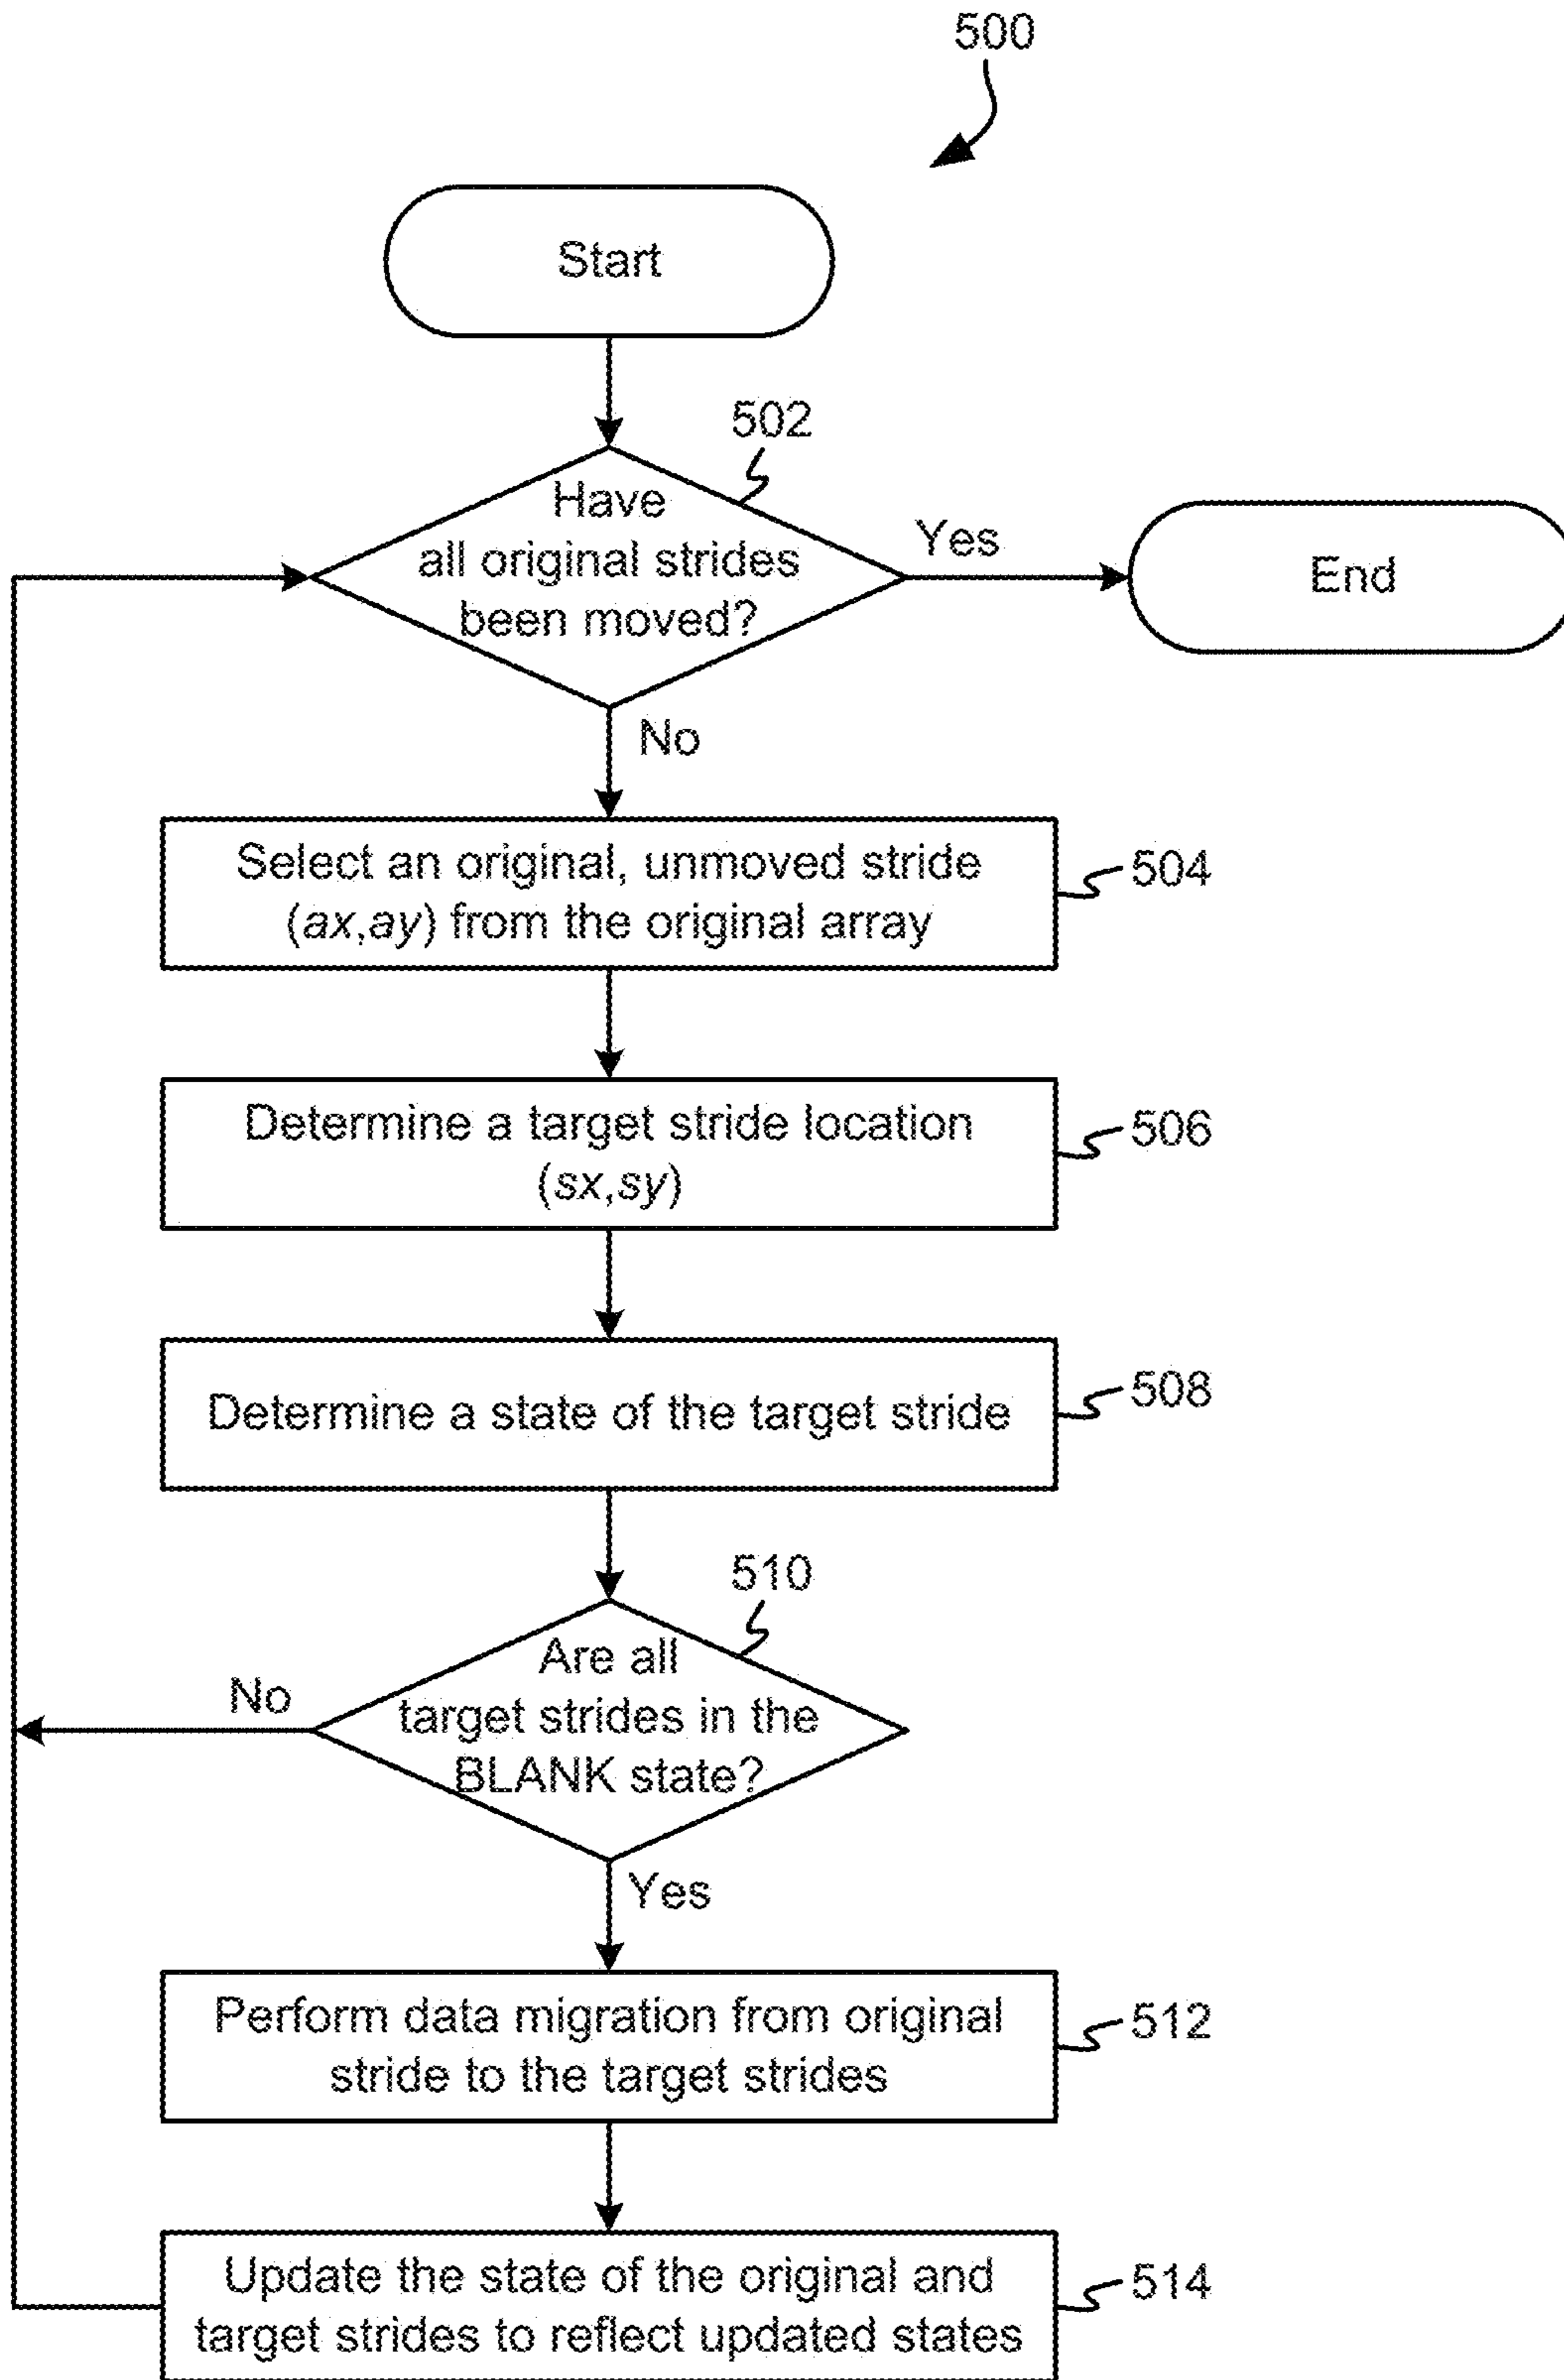 500
Start
502
Have
all original strides
been moved?
Yes
End
No
Select an original, unmoved stride
(ax,ay) from the original array
504
Determine a target stride location
(sx,sy)
506
Determine a state of the target stride
508
510
Are all
target strides in the
BLANK state?
No
Yes
Perform data migration from original
stride to the target strides
512
Update the state of the original and
target strides to reflect updated states
514